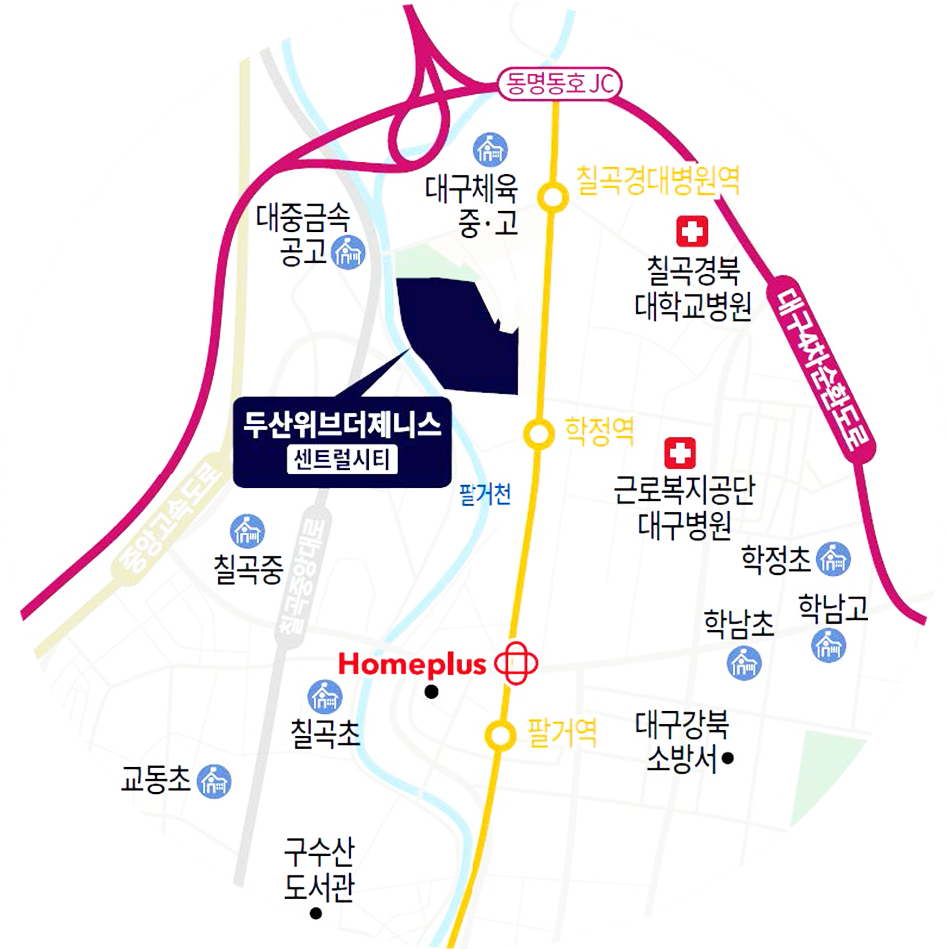 동명동호 JC
칠곡경대병원역
대구체육
중·고
대중금속
공고
칠곡경북
대학교병원
대구4차순환도로
두산위브더제니스
센트럴시티
학정역
근로복지공단
대구병원
팔거천
중앙고속도로
칠곡중앙대로
칠곡중
학정초
학남고
학남초
Homeplus
칠곡초
팔거역
대구강북
소방서
교동초
구수산
도서관